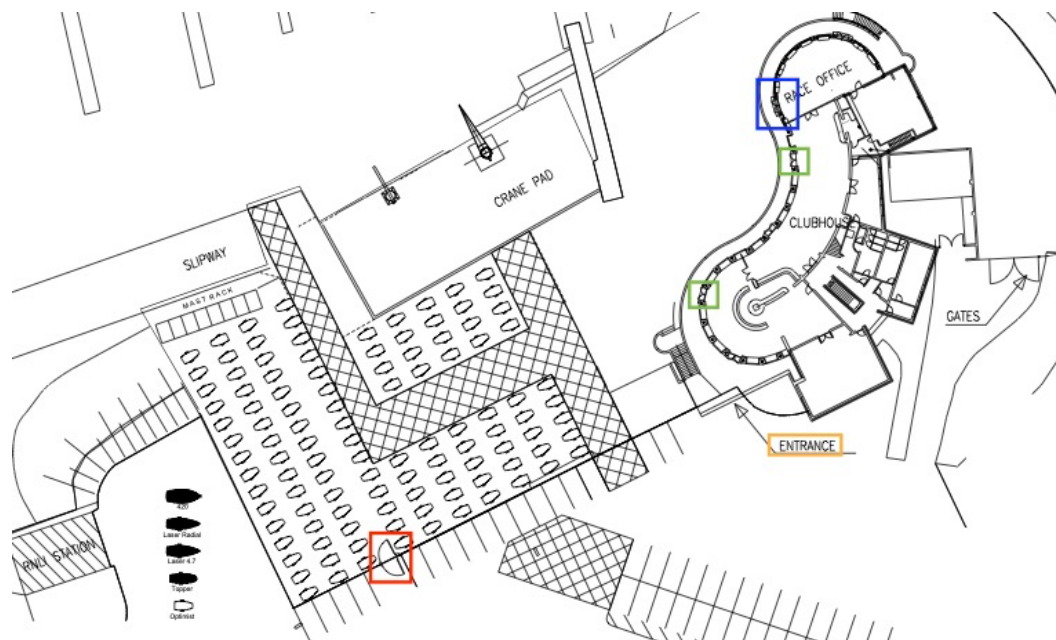 RACE OFFICE
CRANE PAD
CLUBHOUSE
SLIPWAY
MAST RACK
GATES
ENTRANCE
420
Laser Radial
Laser 4.7
Topper
Optimist
RNLI STATION